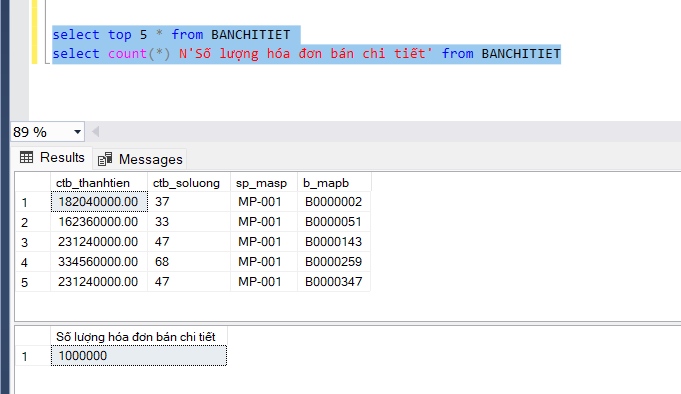 select top 5 * from BANCHITIET
select count(*) N'Số lượng hóa đơn bán chi tiết' from BANCHITIET
89 %
Results Messages
ctb_thanhtien ctb_soluong sp_masp b_mapb
1 182040000.00 37 MP-001 B0000002
2 162360000.00 33 MP-001 B0000051
3 231240000.00 47 MP-001 B0000143
4 334560000.00 68 MP-001 B0000259
5 231240000.00 47 MP-001 B0000347
Số lượng hóa đơn bán chi tiết
1 1000000